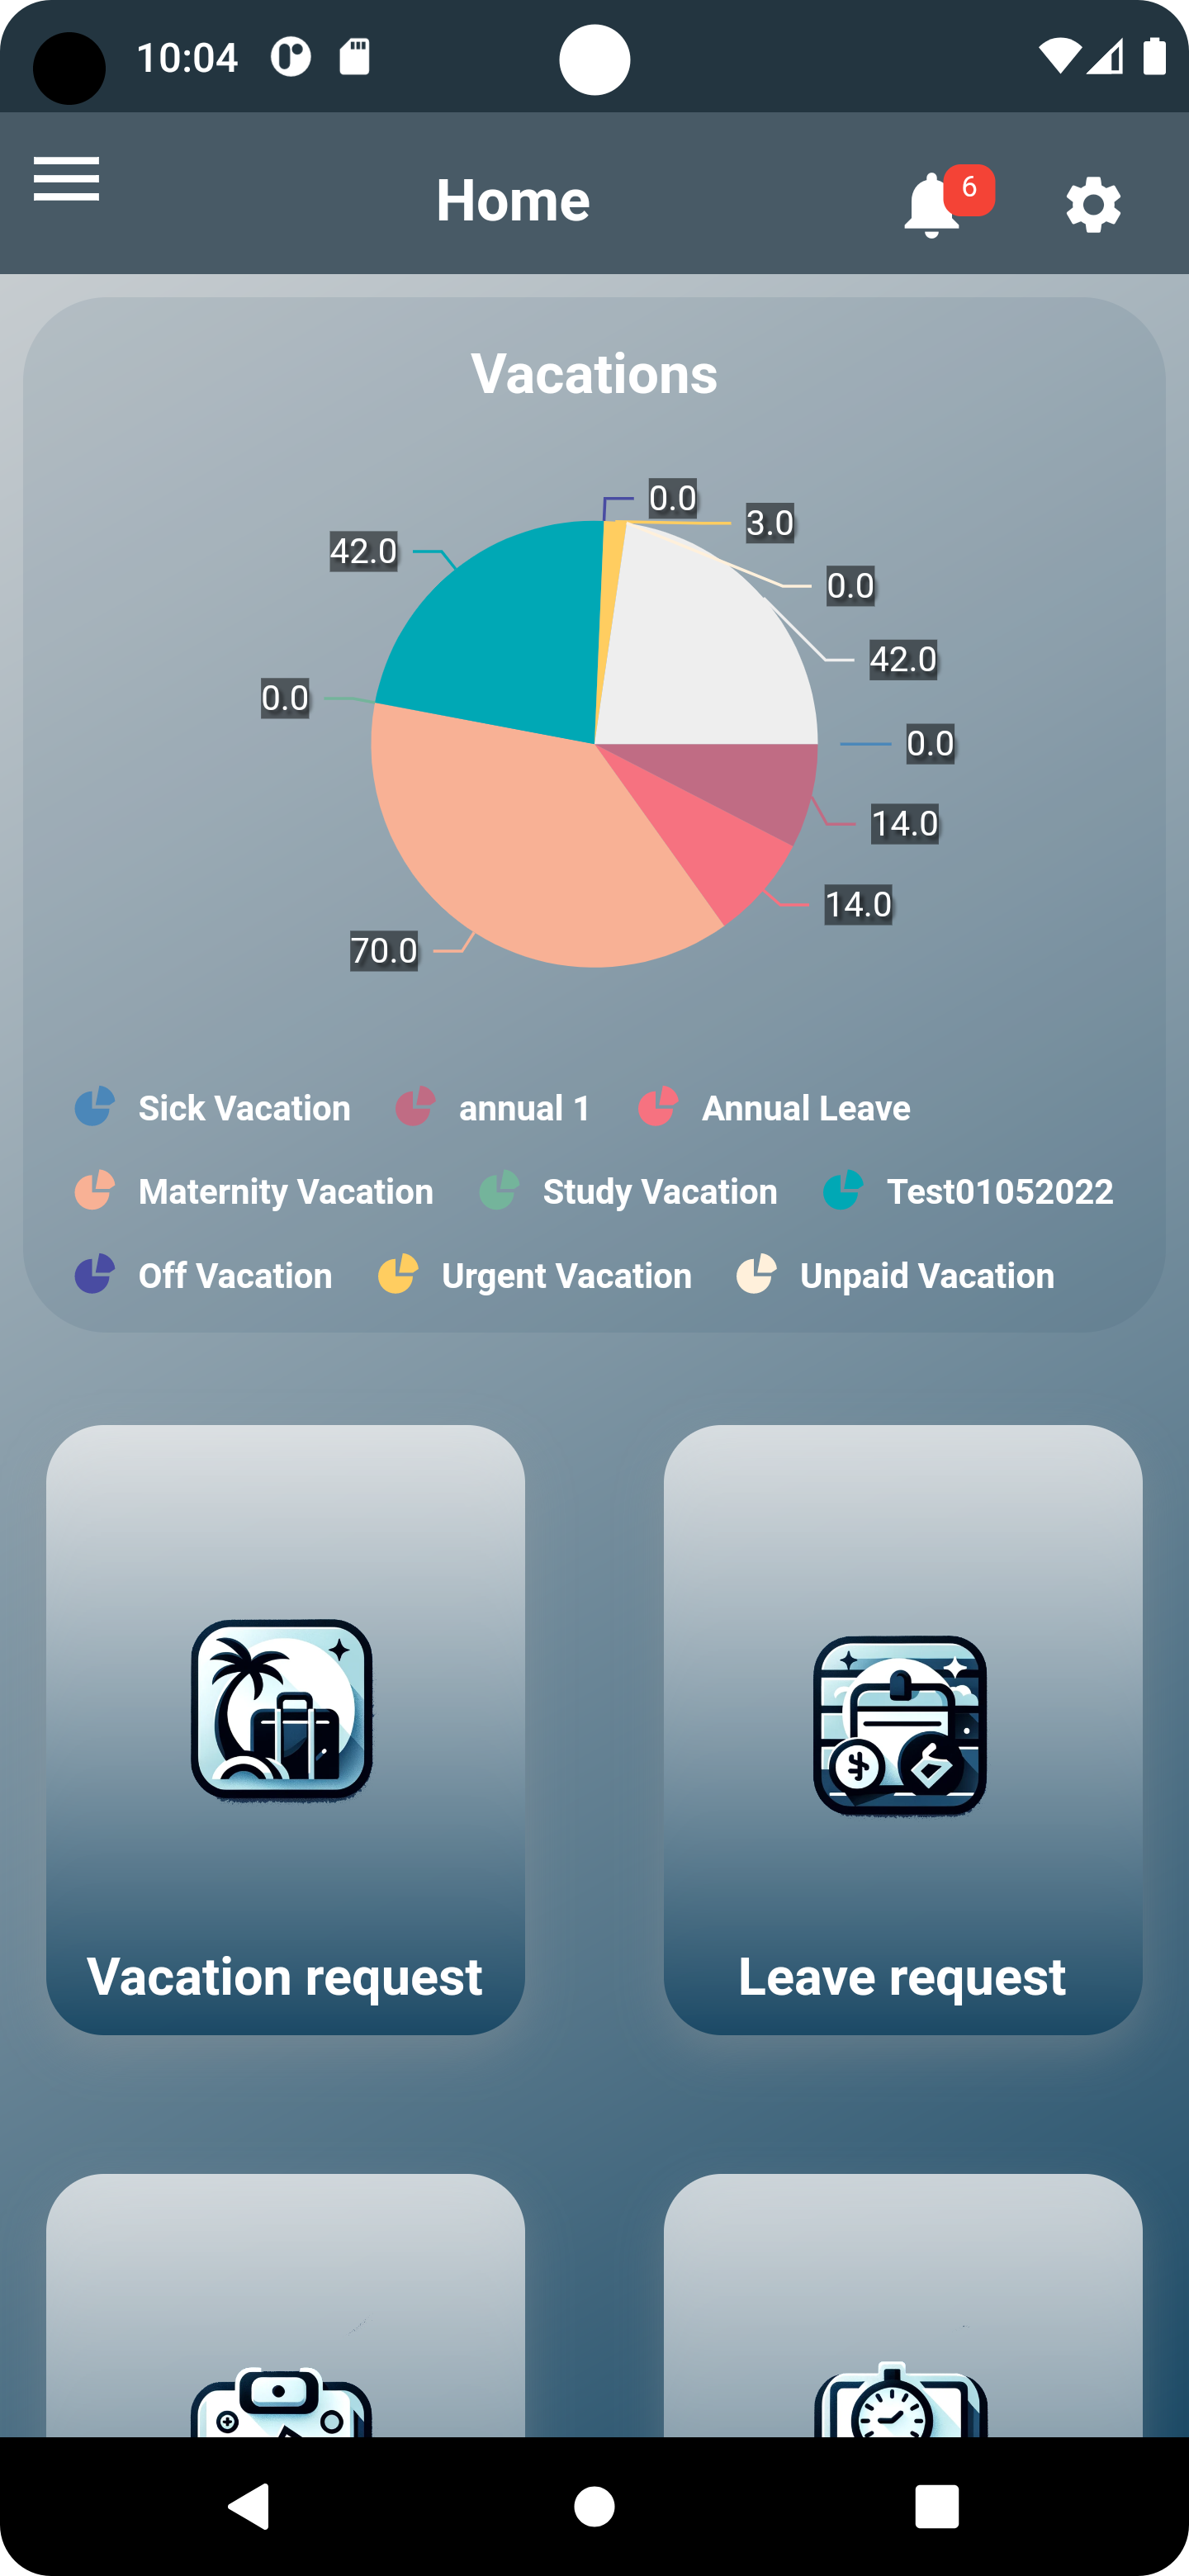 10:04
Home
6
Vacations
0.0
3.0
42.0
0.0
42.0
0.0
0.0
14.0
14.0
70.0
Sick Vacation annual 1 Annual Leave
Maternity Vacation Study Vacation Test01052022
Off Vacation Urgent Vacation Unpaid Vacation
Vacation request Leave request